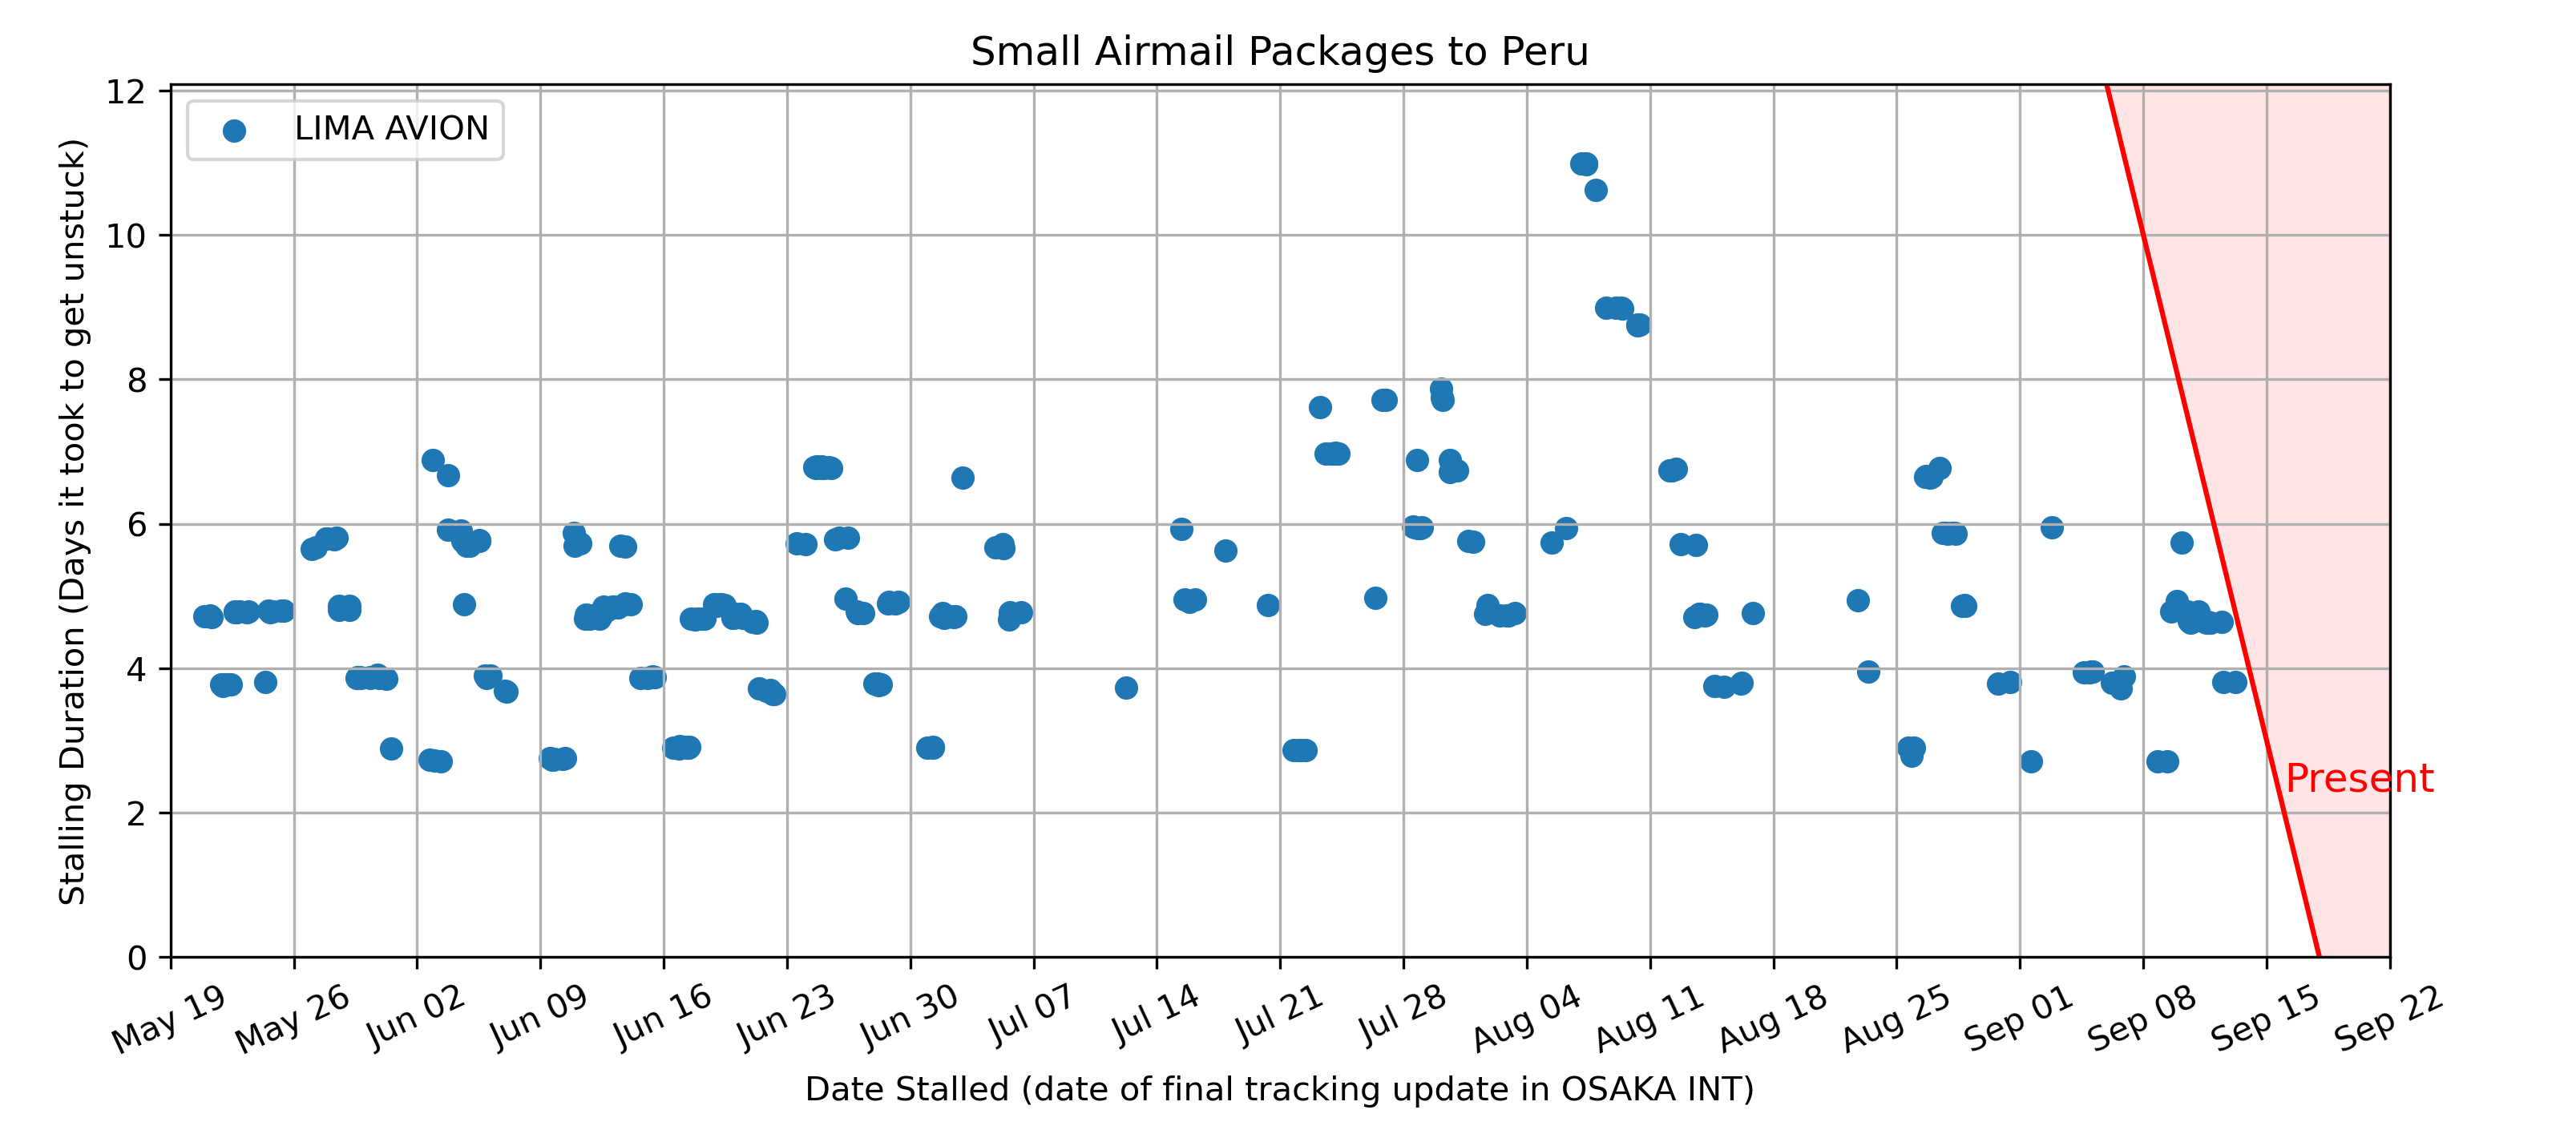 Small Airmail Packages to Peru
LIMA AVION
Stalling Duration (Days it took to get unstuck)
12
10
8
6
4
2
0
Present
May 19
May 26
Jun 02
Jun 09
Jun 16
Jun 23
Jun 30
Jul 07
Jul 14
Jul 21
Jul 28
Aug 04
Aug 11
Aug 18
Aug 25
Sep 01
Sep 08
Sep 15
Sep 22
Date Stalled (date of final tracking update in OSAKA INT)